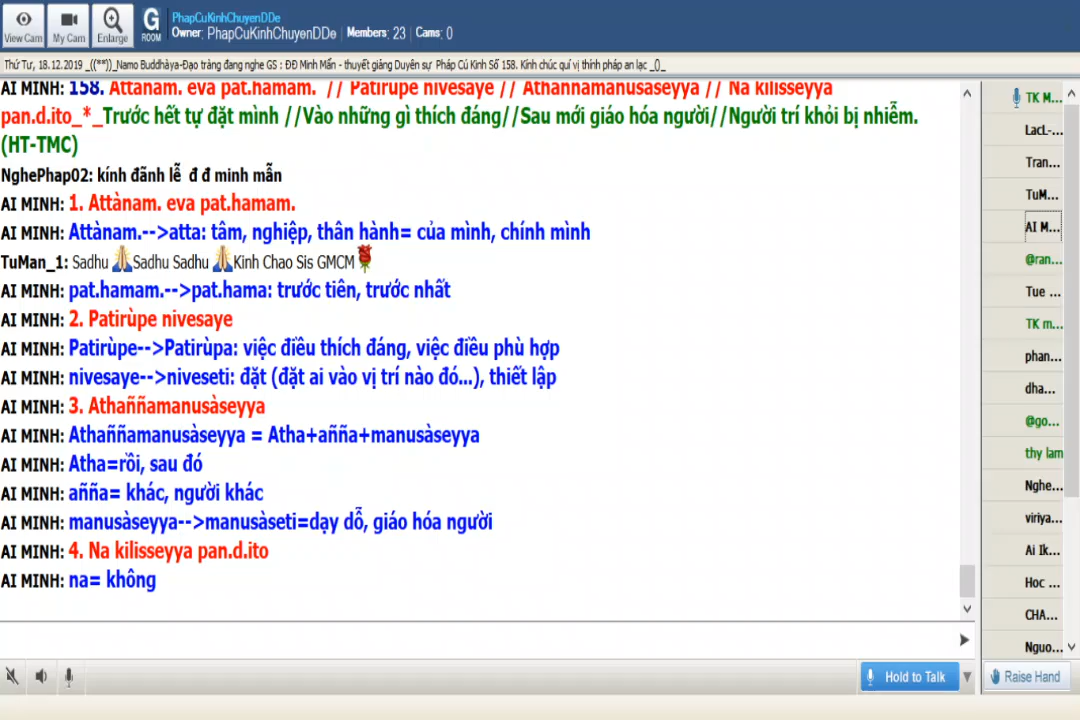 PhapCuKinhChuyenDDe
G
ROOM
Owner: PhapCuKinhChuyenDDe Members: 23 Cams: 0
View Cam My Cam Enlarge
Thứ Tư, 18.12.2019 _((**))_Namo Buddhàya-Đạo tràng đang nghe GS : ĐĐ Minh Mẫn - thuyết giảng Duyên sự Pháp Cú Kinh Số 158. Kính chúc quí vị thính pháp an lạc _()_
AI MINH: 158. Attànam. eva pat.hamam. // Patirùpe nivesaye // Athaññamanusàseyya // Na kilisseyya
pan.d.ito_*_Trước hết tự đặt mình //Vào những gì thích đáng//Sau mới giáo hóa người//Người trí khỏi bị nhiễm.
(HT-TMC)
NghePhap02: kính đãnh lễ đ đ minh mẫn
AI MINH: 1. Attànam. eva pat.hamam.
AI MINH: Attànam.-->atta: tâm, nghiệp, thân hành= của mình, chính mình
TuMan_1: Sadhu 🙏Sadhu Sadhu 🙏Kinh Chao Sis GMCM🌹
AI MINH: pat.hamam.-->pat.hama: trước tiên, trước nhất
AI MINH: 2. Patirùpe nivesaye
AI MINH: Patirùpe-->Patirùpa: việc điều thích đáng, việc điều phù hợp
AI MINH: nivesaye-->niveseti: đặt (đặt ai vào vị trí nào đó...), thiết lập
AI MINH: 3. Athaññamanusàseyya
AI MINH: Athaññamanusàseyya = Atha+añña+manusàseyya
AI MINH: Atha=rồi, sau đó
AI MINH: añña= khác, người khác
AI MINH: manusàseyya-->manusàseti=dạy dỗ, giáo hóa người
AI MINH: 4. Na kilisseyya pan.d.ito
AI MINH: na= không
TK M...
LacL-...
Tran...
TuM...
AI M...
@ran...
Tue ...
TK m...
phan...
dha...
@go...
thy lam
Nghe...
viriya...
Ai Ik...
Hoc ...
CHA...
Nguo...
Hold to Talk
Raise Hand